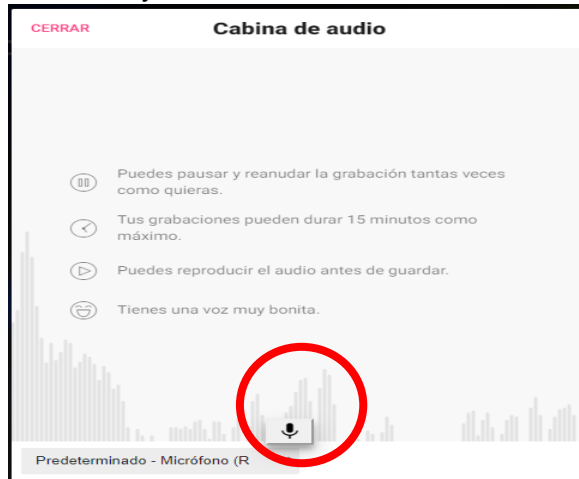 CERRAR
Cabina de audio
Puedes pausar y reanudar la grabación tantas veces
como quieras.
Tus grabaciones pueden durar 15 minutos como
máximo.
Puedes reproducir el audio antes de guardar.
Tienes una voz muy bonita.
Predeterminado - Micrófono (R